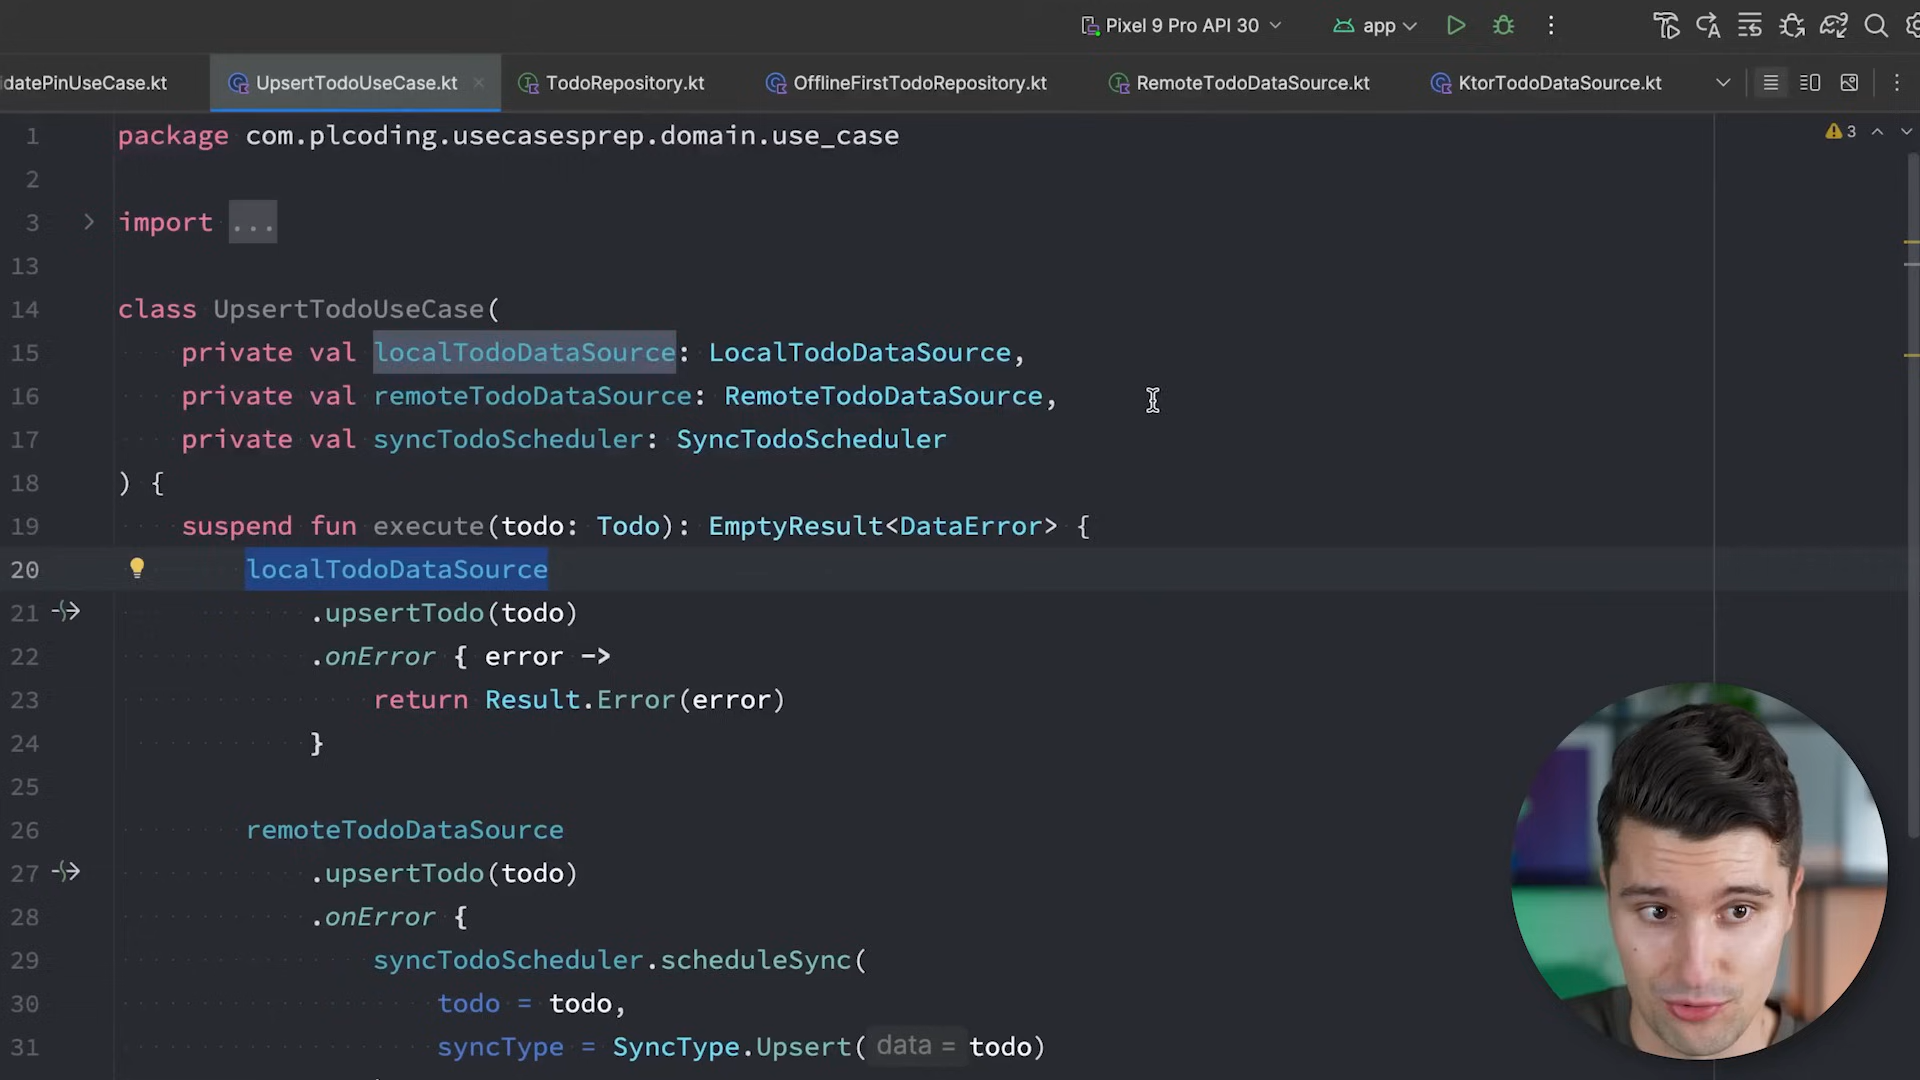 Pixel 9 Pro API 30 app
idatePinUseCase.kt UpsertTodoUseCase.kt TodoRepository.kt OfflineFirstTodoRepository.kt RemoteTodoDataSource.kt KtorTodoDataSource.kt
1 package com.plcoding.usecasesprep.domain.use_case 3
2
3 import ...
13
14 class UpsertTodoUseCase(
15 private val localTodoDataSource: LocalTodoDataSource,
16 private val remoteTodoDataSource: RemoteTodoDataSource,
17 private val syncTodoScheduler: SyncTodoScheduler
18 ) {
19 suspend fun execute(todo: Todo): EmptyResult<DataError> {
20 localTodoDataSource
21 .upsertTodo(todo)
22 .onError { error ->
23 return Result.Error(error)
24 }
25
26 remoteTodoDataSource
27 .upsertTodo(todo)
28 .onError {
29 syncTodoScheduler.scheduleSync(
30 todo = todo,
31 syncType = SyncType.Upsert( data = todo)